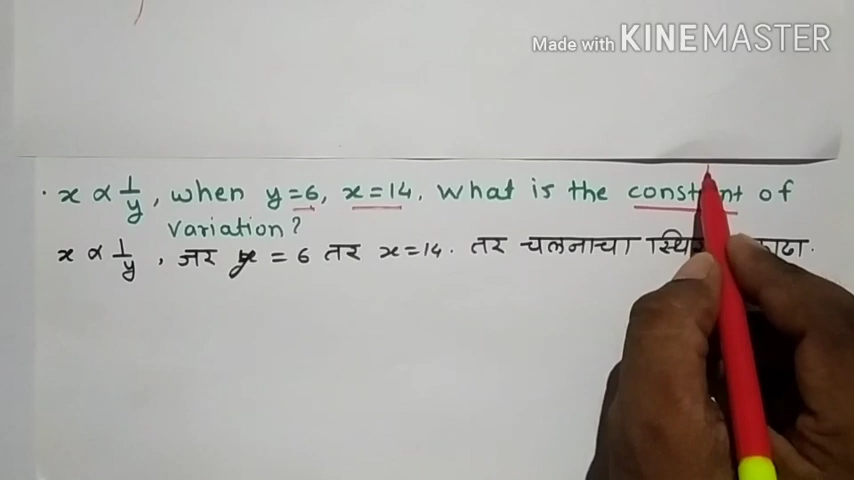 Made with KINEMASTER
. x ∝ 1/y, when y=6, x=14. What is the constant of
variation?
x ∝ 1/y, जर y = 6 तर x=14. तर चलनाचा